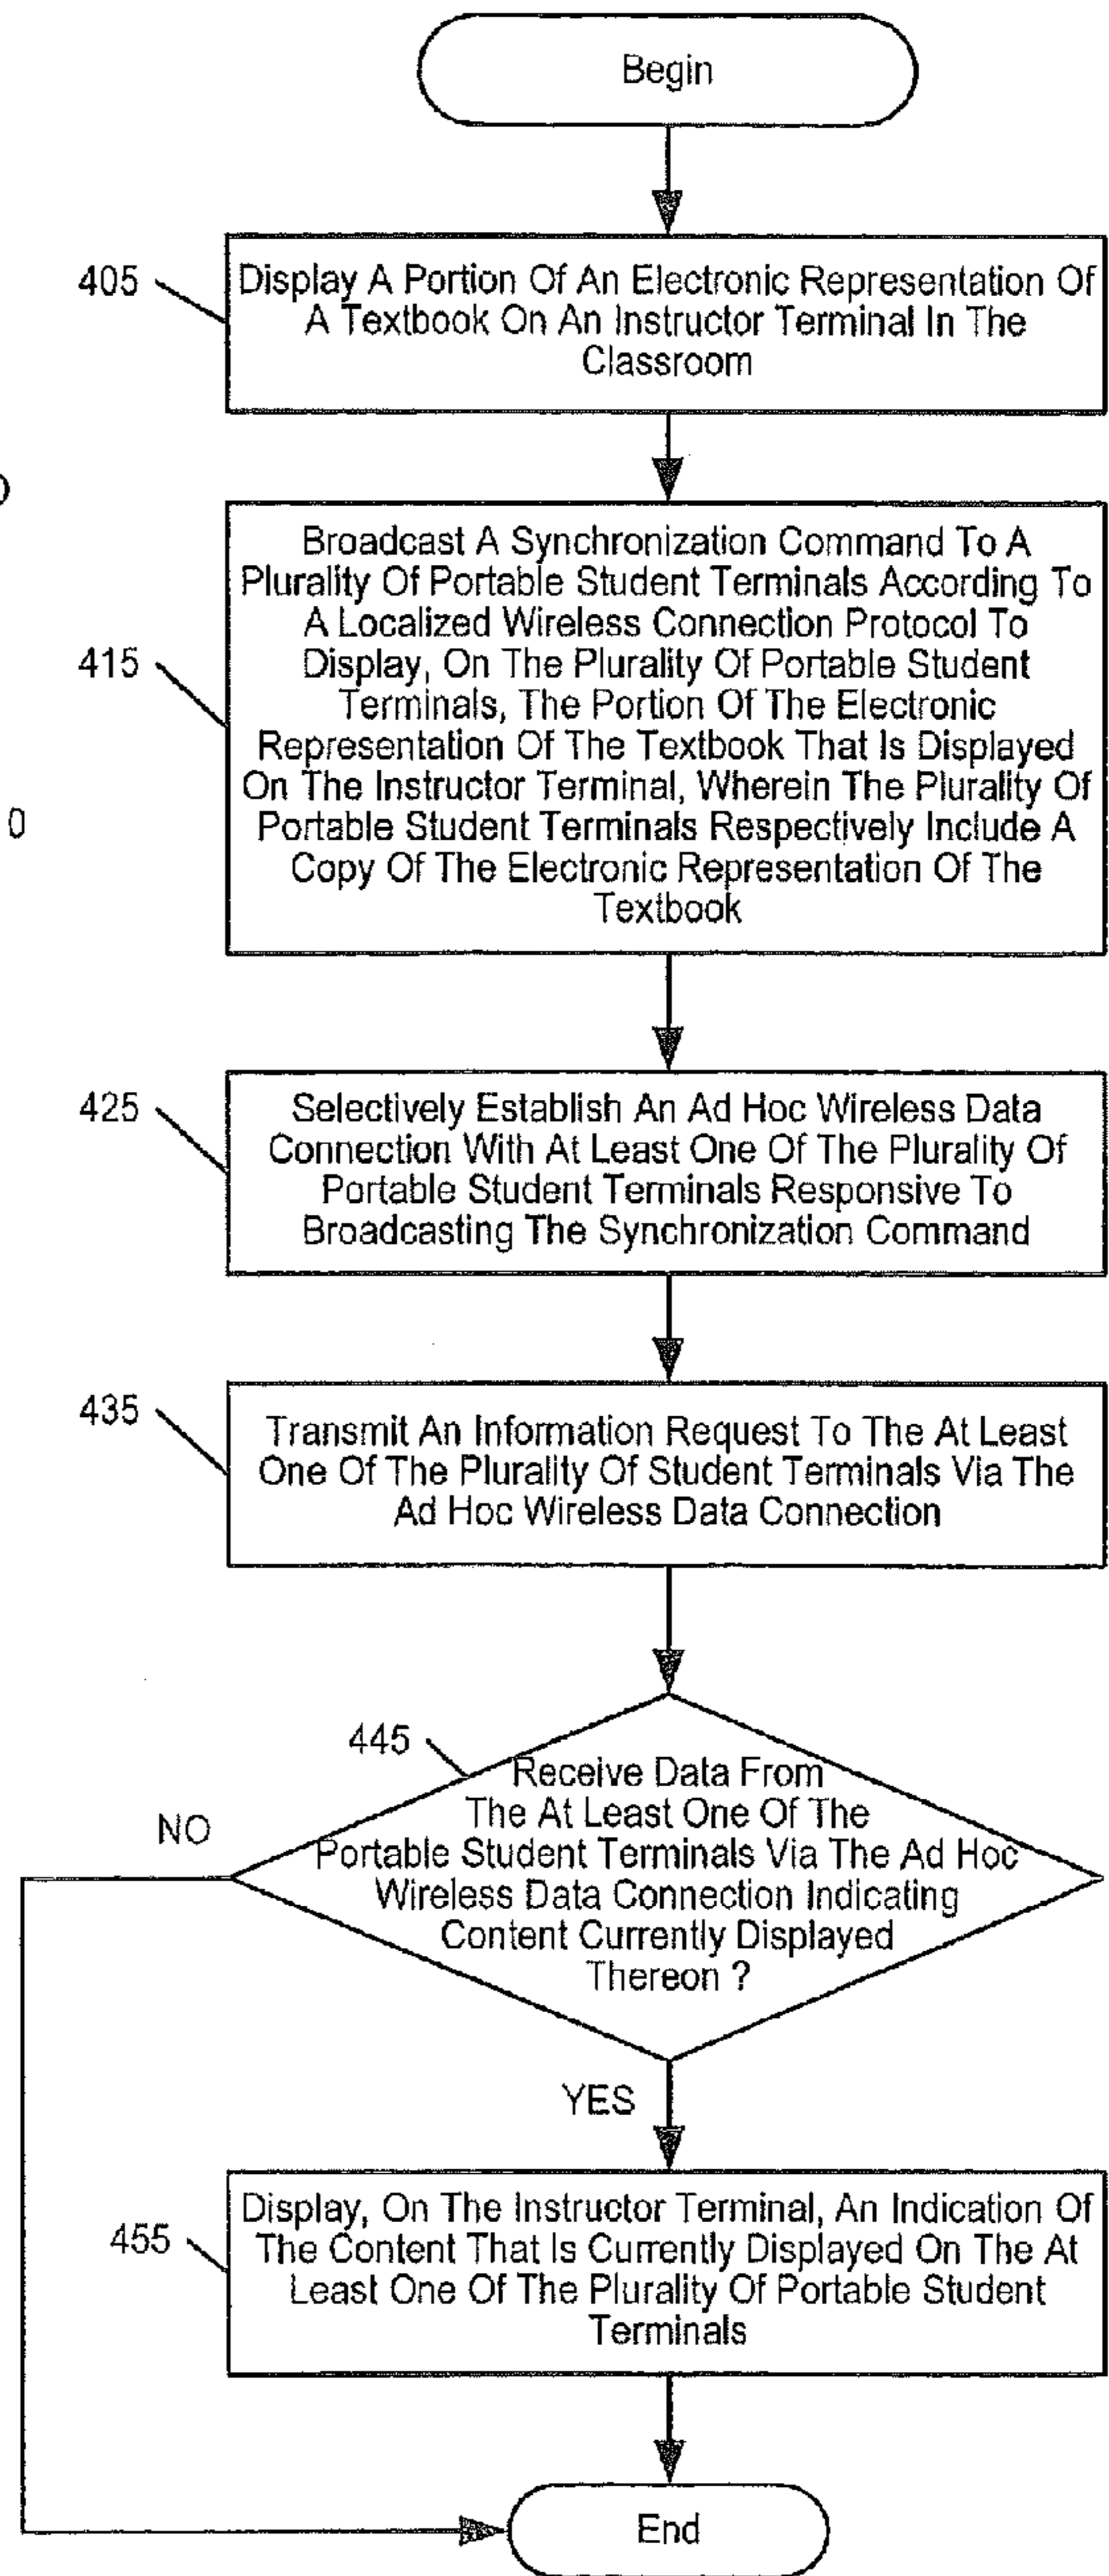 Begin
405
Display A Portion Of An Electronic Representation Of
A Textbook On An Instructor Terminal In The
Classroom
415
Broadcast A Synchronization Command To A
Plurality Of Portable Student Terminals According To
A Localized Wireless Connection Protocol To
Display, On The Plurality Of Portable Student
Terminals, The Portion Of The Electronic
Representation Of The Textbook That Is Displayed
On The Instructor Terminal, Wherein The Plurality Of
Portable Student Terminals Respectively Include A
Copy Of The Electronic Representation Of The
Textbook
0
425
Selectively Establish An Ad Hoc Wireless Data
Connection With At Least One Of The Plurality Of
Portable Student Terminals Responsive To
Broadcasting The Synchronization Command
435
Transmit An Information Request To The At Least
One Of The Plurality Of Student Terminals Via The
Ad Hoc Wireless Data Connection
445
Receive Data From
The At Least One Of The
Portable Student Terminals Via The Ad Hoc
Wireless Data Connection Indicating
Content Currently Displayed
Thereon ?
NO
YES
455
Display, On The Instructor Terminal, An Indication Of
The Content That Is Currently Displayed On The At
Least One Of The Plurality Of Portable Student
Terminals
End